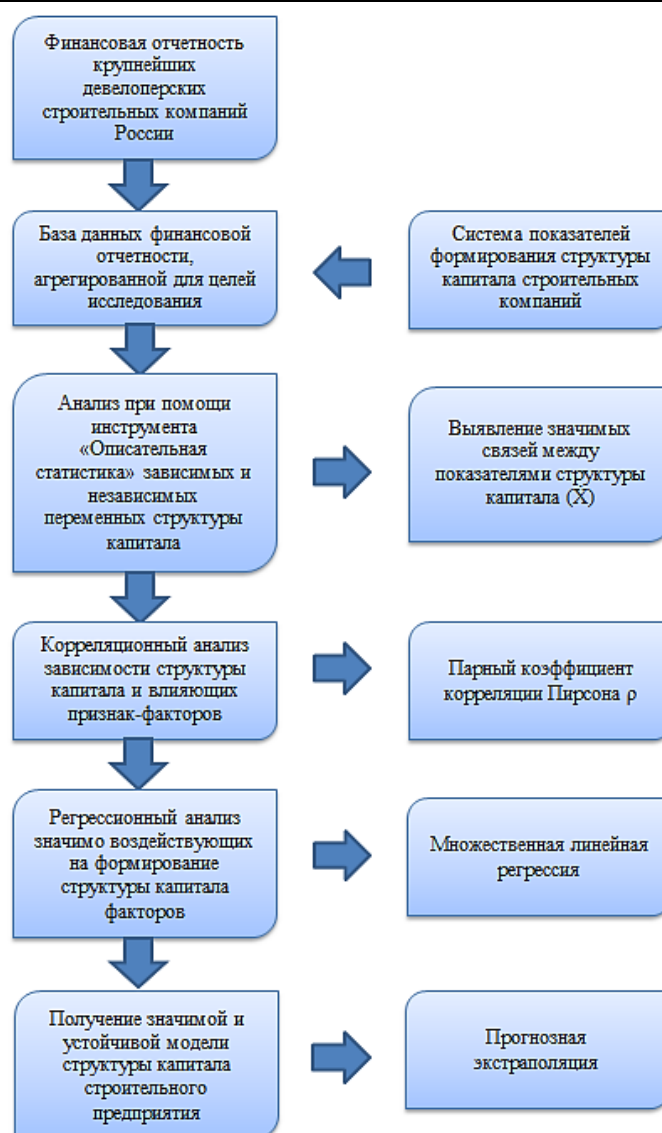 Финансовая отчетность
крупнейших
девелоперских
строительных компаний
России
База данных финансовой
отчетности,
агрегированной для целей
исследования
Система показателей
формирования структуры
капитала строительных
компаний
Анализ при помощи
инструмента
«Описательная
статистика» зависимых и
независимых
переменных структуры
капитала
Выявление значимых
связей между
показателями структуры
капитала (X̄)
Корреляционный анализ
зависимости структуры
капитала и влияющих
признак-факторов
Парный коэффициент
корреляции Пирсона ρ
Регрессионный анализ
значимо воздействующих
на формирование
структуры капитала
факторов
Множественная линейная
регрессия
Получение значимой и
устойчивой модели
структуры капитала
строительного
предприятия
Прогнозная
экстраполяция